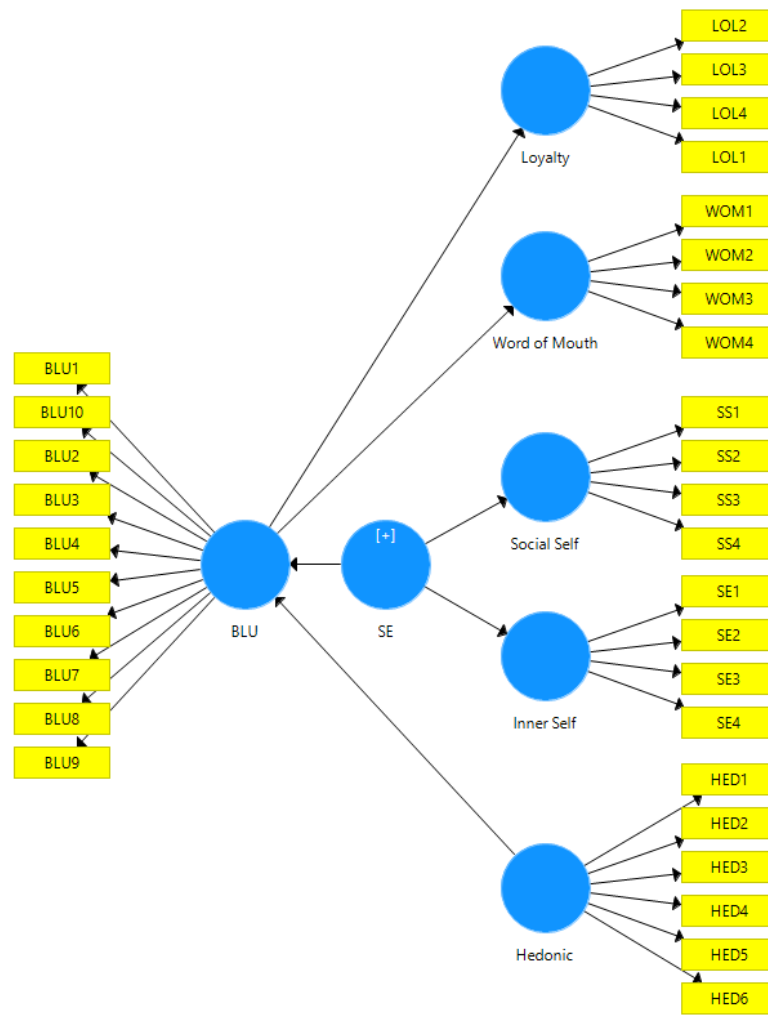 LOL2
LOL3
LOL4
LOL1
Loyalty
WOM1
WOM2
WOM3
WOM4
Word of Mouth
BLU1
BLU10
BLU2
BLU3
BLU4
BLU5
BLU6
BLU7
BLU8
BLU9
BLU
[+]
SE
SS1
SS2
SS3
SS4
Social Self
SE1
SE2
SE3
SE4
Inner Self
HED1
HED2
HED3
HED4
HED5
HED6
Hedonic